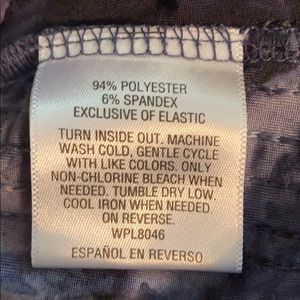 94% POLYESTER
6% SPANDEX
EXCLUSIVE OF ELASTIC
TURN INSIDE OUT. MACHINE
WASH COLD, GENTLE CYCLE
WITH LIKE COLORS. ONLY
NON-CHLORINE BLEACH WHEN
NEEDED. TUMBLE DRY LOW.
COOL IRON WHEN NEEDED.
ON REVERSE.
WPL8046
ESPAÑOL EN REVERSO